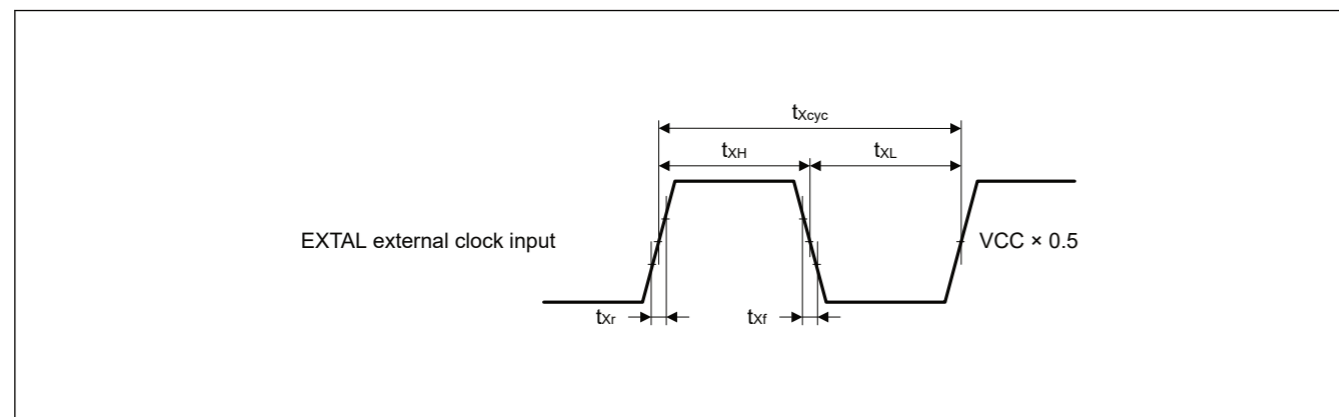 tXcyc
tXH
tXL
EXTAL external clock input
VCC × 0.5
tXr
tXf